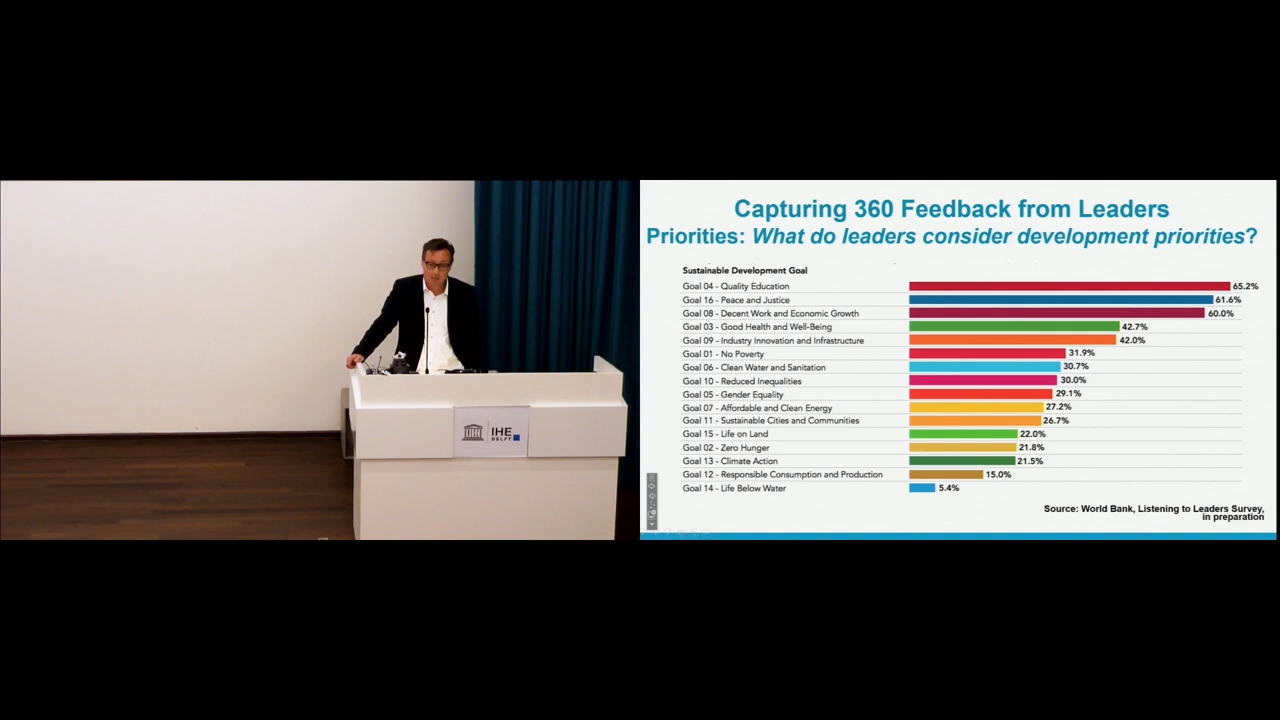 IHE
DELFT
Capturing 360 Feedback from Leaders
Priorities: What do leaders consider development priorities?
Sustainable Development Goal
Goal 04 - Quality Education 65.2%
Goal 16 - Peace and Justice 61.6%
Goal 08 - Decent Work and Economic Growth 60.0%
Goal 03 - Good Health and Well-Being 42.7%
Goal 09 - Industry Innovation and Infrastructure 42.0%
Goal 01 - No Poverty 31.9%
Goal 06 - Clean Water and Sanitation 30.7%
Goal 10 - Reduced Inequalities 30.0%
Goal 05 - Gender Equality 29.1%
Goal 07 - Affordable and Clean Energy 27.2%
Goal 11 - Sustainable Cities and Communities 26.7%
Goal 15 - Life on Land 22.0%
Goal 02 - Zero Hunger 21.8%
Goal 13 - Climate Action 21.5%
Goal 12 - Responsible Consumption and Production 15.0%
Goal 14 - Life Below Water 5.4%
Source: World Bank, Listening to Leaders Survey,
in preparation